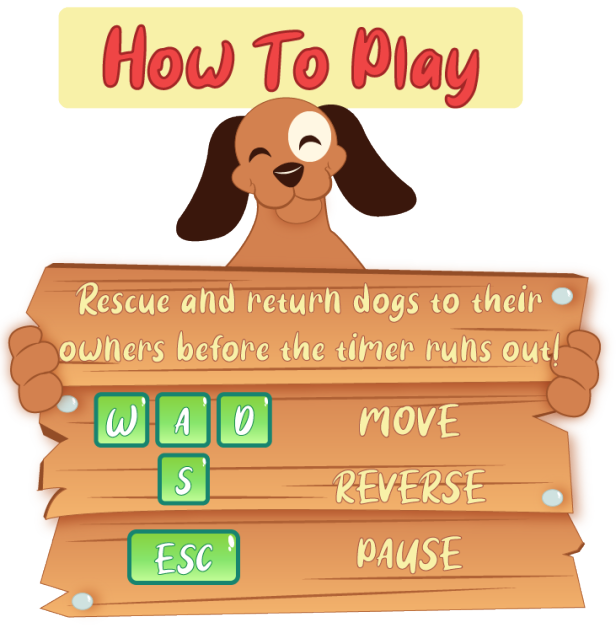 How To Play
Rescue and return dogs to their
owners before the timer runs out!
W A D MOVE
S REVERSE
ESC PAUSE